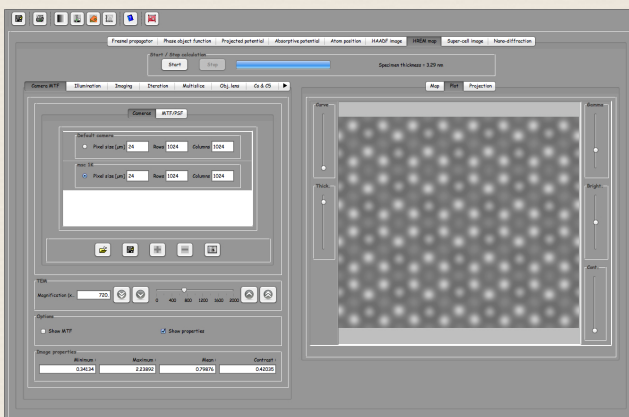 Fresnel propagator Phase object function Projected potential Absorptive potential Atom position HAADF image HREM map Super-cell image Nano-diffraction
Start / Stop calculation
Start Stop Specimen thickness = 3.29 nm
Camera MTF Illumination Imaging Iteration Multislice Obj. lens Cs & C5
Map Plot Projection
Cameras MTF/PSF
Default camera
Pixel size [µm] 24 Rows 1024 Columns 1024
Pixel size [µm] 24 Rows 1024 Columns 1024
Gamma
Thick.
Bright.
Cont.
TEM
Magnification (x... 720. 0 400 800 1200 1600 2000
Options
Show MTF Show properties
Image properties
Minimum : Maximum : Mean : Contrast :
0.34134 2.23892 0.79876 0.42035